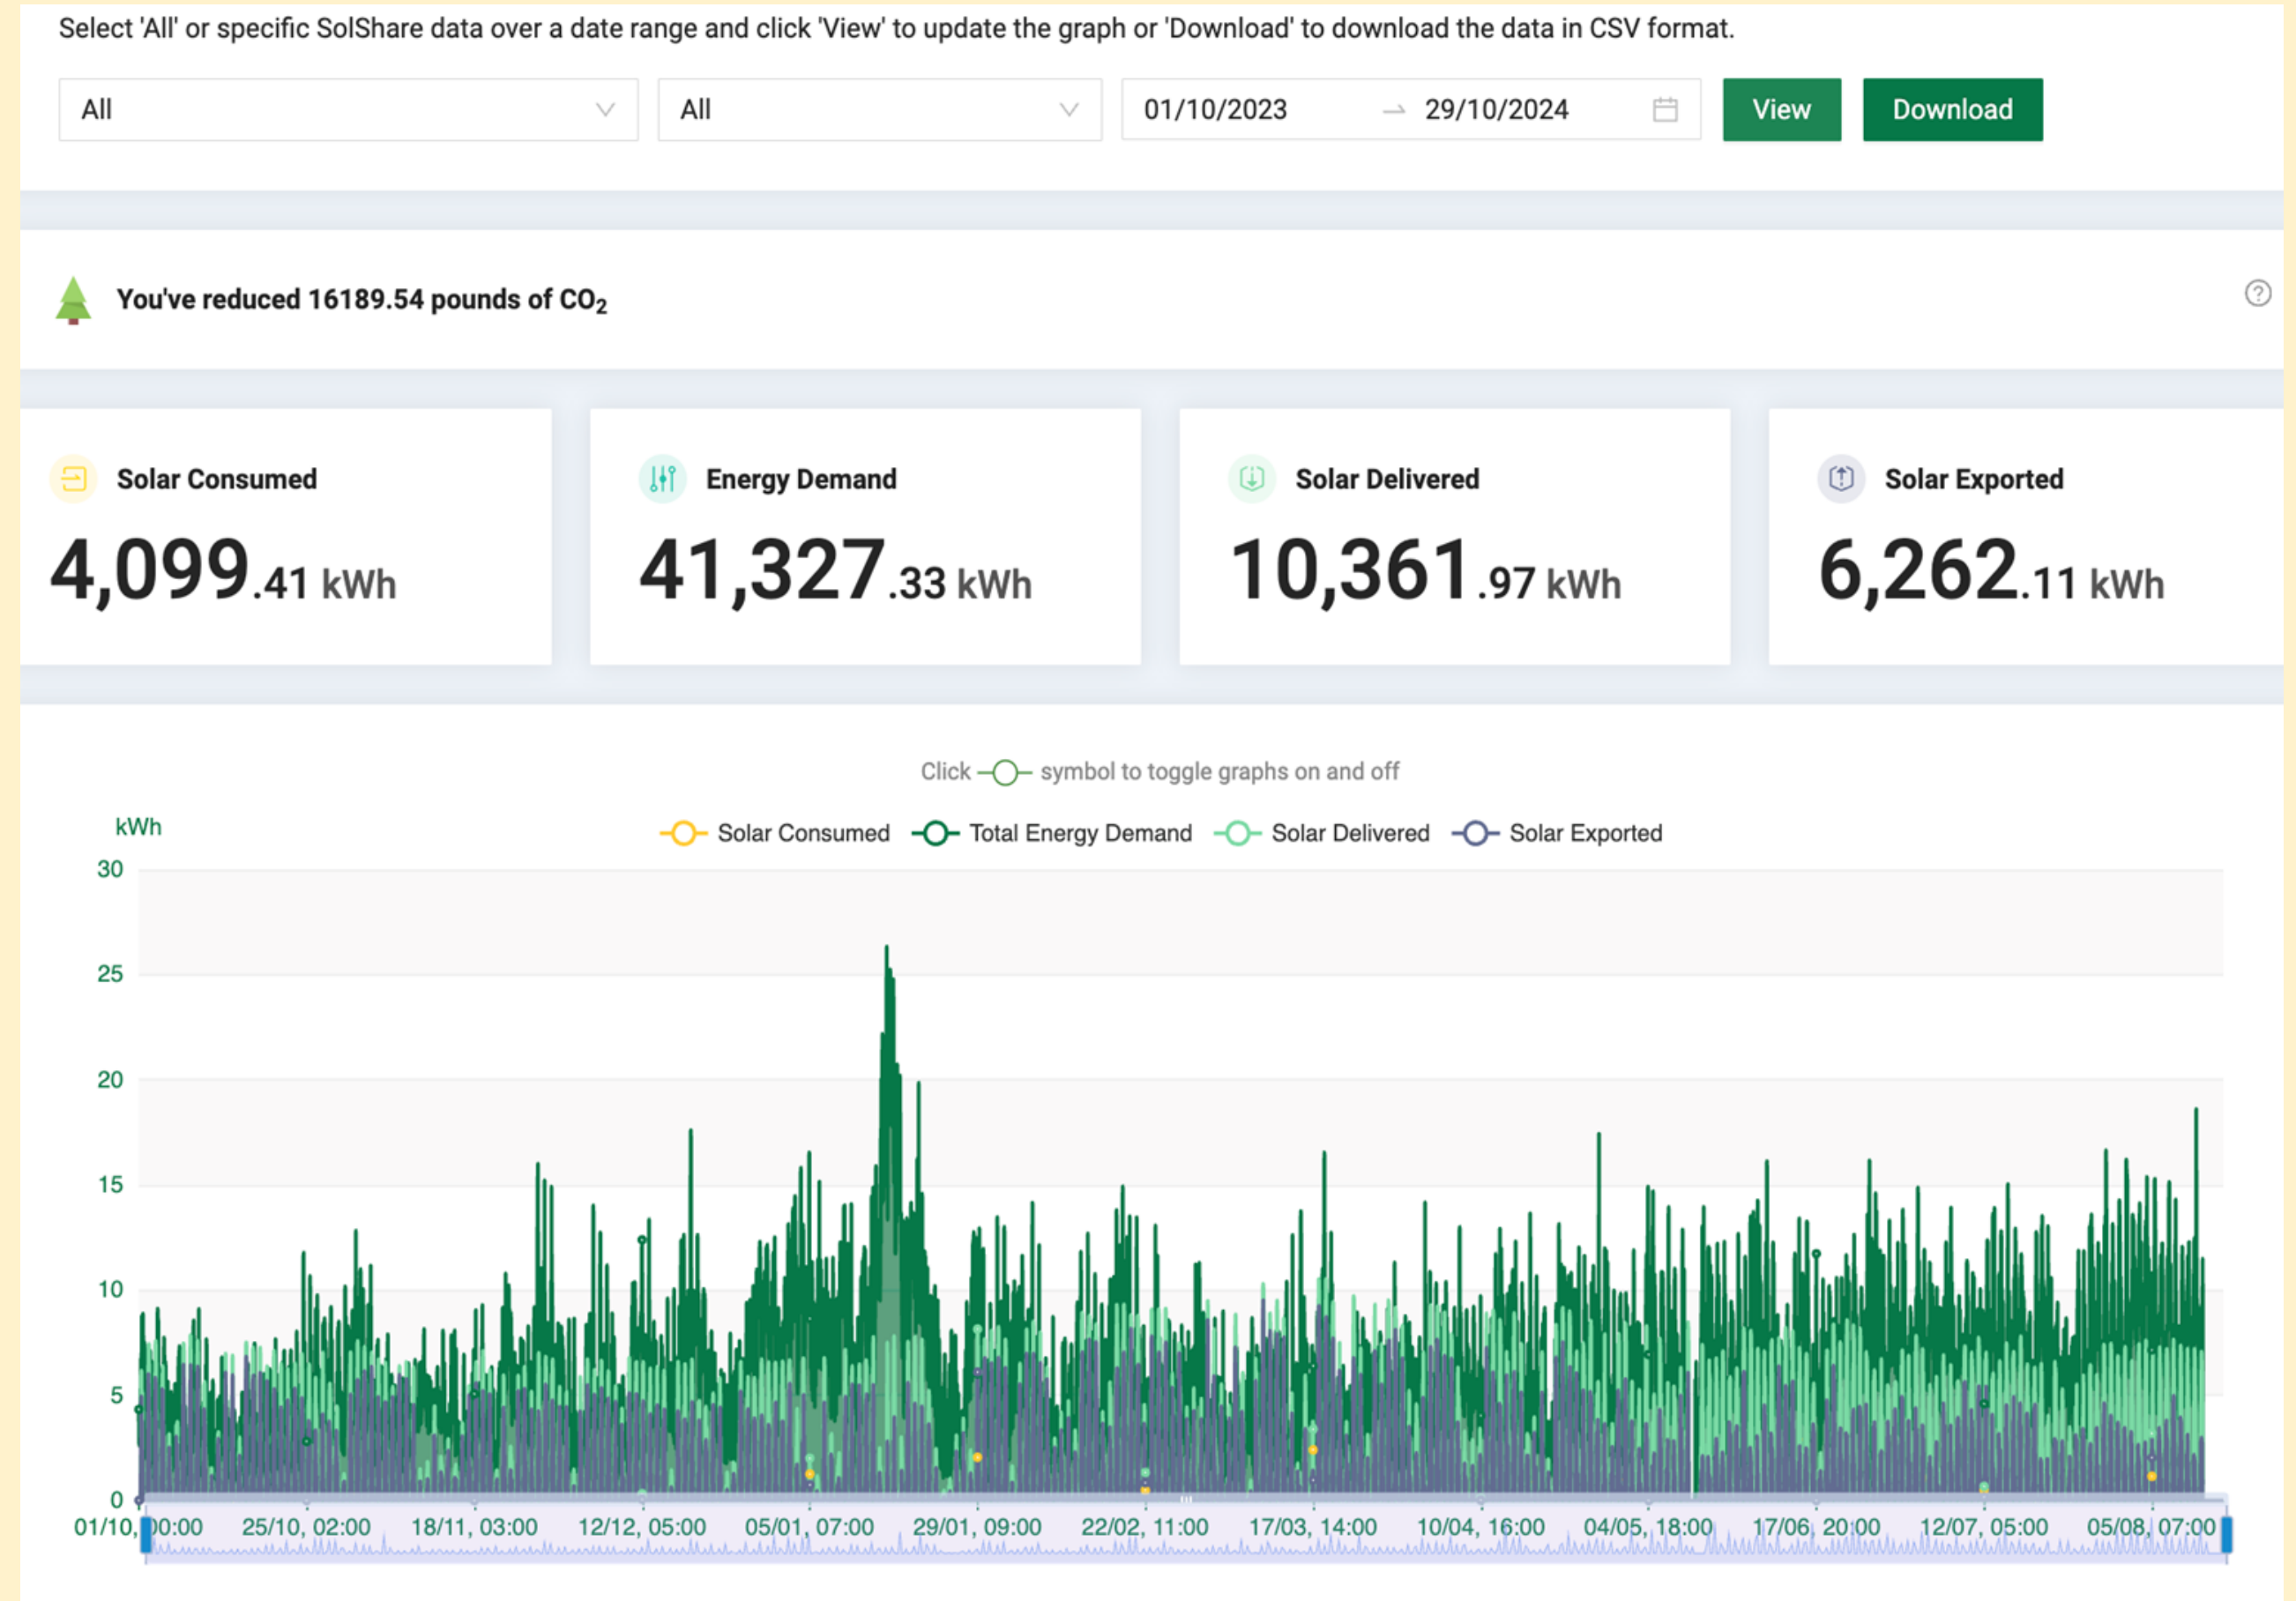 Select 'All' or specific SolShare data over a date range and click 'View' to update the graph or 'Download' to download the data in CSV format.
All All 01/10/2023 → 29/10/2024 View Download
You've reduced 16189.54 pounds of CO₂ ?
Solar Consumed Energy Demand Solar Delivered Solar Exported
4,099.41 kWh 41,327.33 kWh 10,361.97 kWh 6,262.11 kWh
Click symbol to toggle graphs on and off
kWh Solar Consumed Total Energy Demand Solar Delivered Solar Exported
30
25
20
15
10
5
0
01/10, 00:00 25/10, 02:00 18/11, 03:00 12/12, 05:00 05/01, 07:00 29/01, 09:00 22/02, 11:00 17/03, 14:00 10/04, 16:00 04/05, 18:00 17/06, 20:00 12/07, 05:00 05/08, 07:00